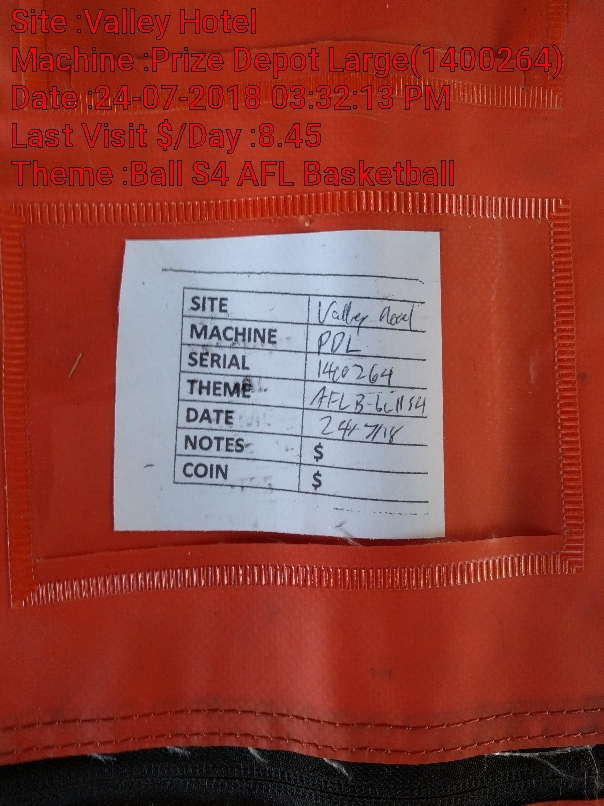 Site :Valley Hotel
Machine :Prize Depot Large(1400264)
Date :24-07-2018 03:32:13 PM
Last Visit $/Day :8.45
Theme :Ball S4 AFL Basketball
SITE Valley Hotel
MACHINE PDL
SERIAL 1400264
THEME AFL B-ball S4
DATE 24/7/18
NOTES $
COIN $